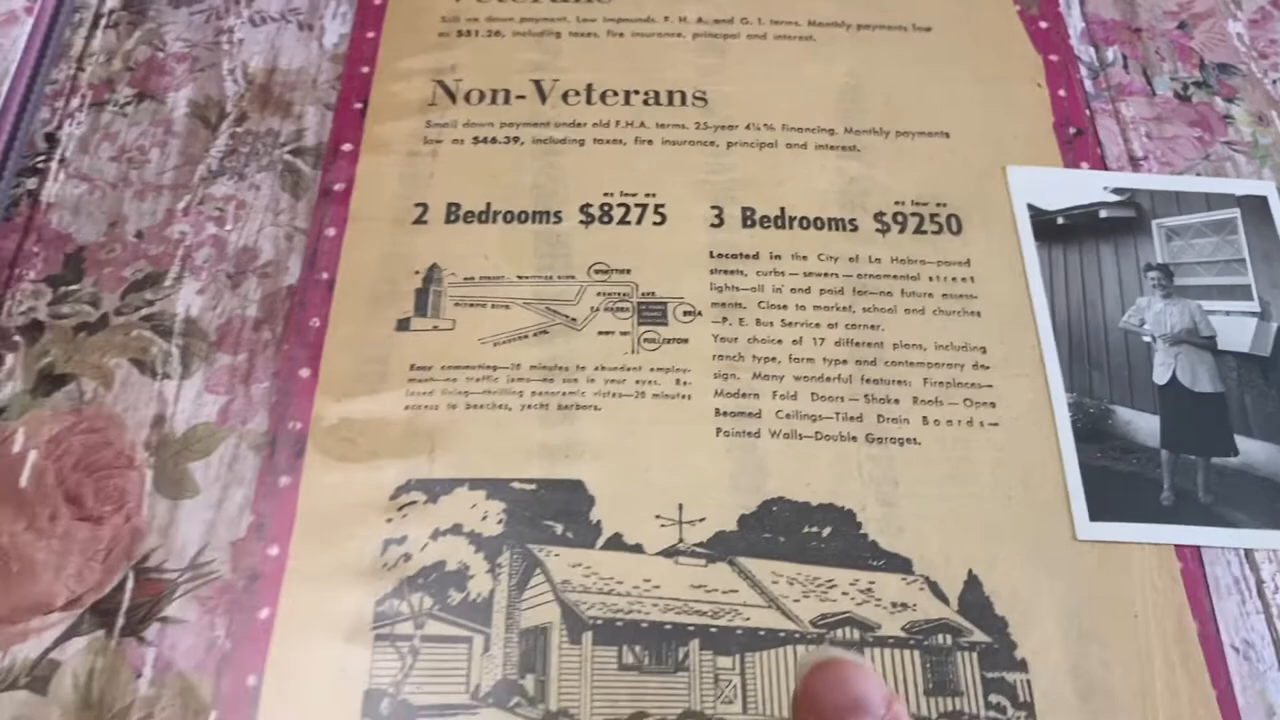 Veterans
Still no down payment. Low impounds. F. H. A. and G. I. terms. Monthly payments low
as $51.26, including taxes, fire insurance, principal and interest.
Non-Veterans
Small down payment under old F.H.A. terms. 25-year 4¼% financing. Monthly payments
low as $46.39, including taxes, fire insurance, principal and interest.
as low as
2 Bedrooms $8275
WHITTIER
WHITTIER BLVD.
CENTRAL AVE.
OLYMPIC BLVD.
LA HABRA
BREA
FULLERTON
Easy commuting—20 minutes to abundant employ-
ment—no traffic jams—no sun in your eyes. Re-
laxed living—thrilling panoramic vistas—20 minutes
access to beaches, yacht harbors.
as low as
3 Bedrooms $9250
Located in the City of La Habra—paved
streets, curbs — sewers — ornamental street
lights—all in and paid for—no future assess-
ments. Close to market, school and churches
—P. E. Bus Service at corner.
Your choice of 17 different plans, including
ranch type, farm type and contemporary de-
sign. Many wonderful features: Fireplaces—
Modern Fold Doors — Shake Roofs — Open
Beamed Ceilings—Tiled Drain Boards—
Painted Walls—Double Garages.